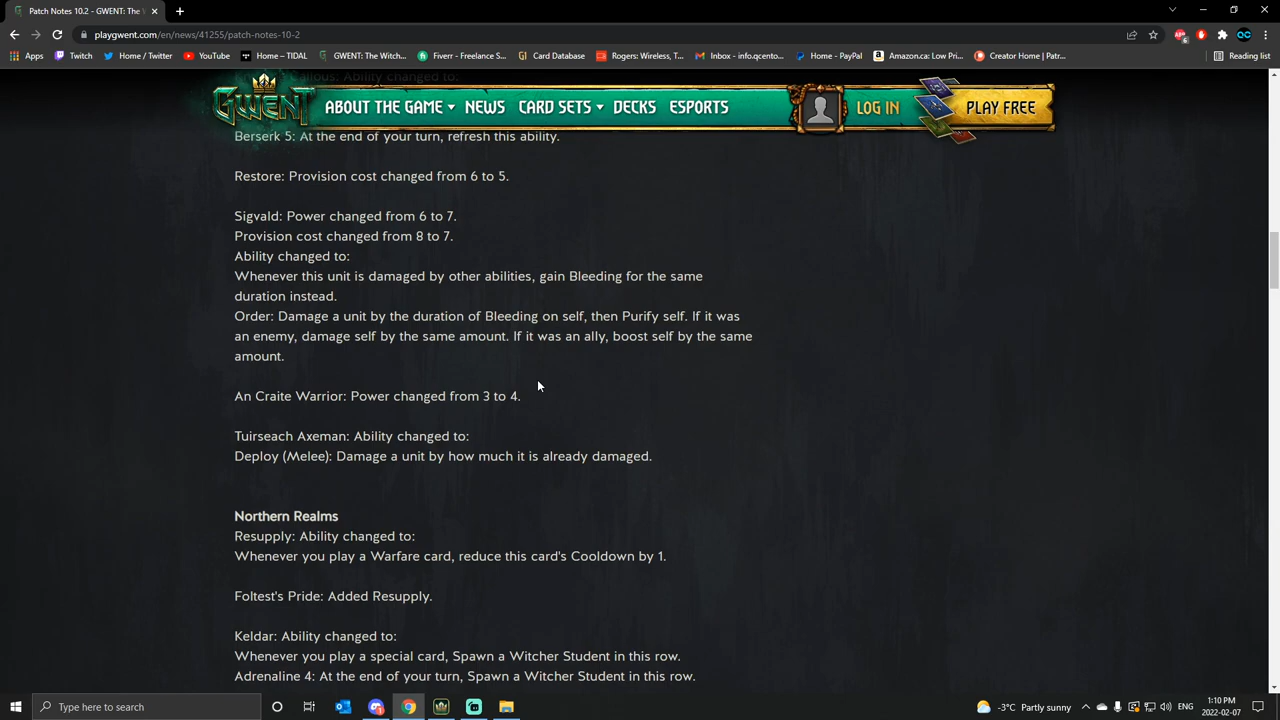 Patch Notes 10.2 - GWENT: The W
playgwent.com/en/news/41255/patch-notes-10-2
Apps Twitch Home / Twitter YouTube Home – TIDAL GWENT: The Witch... Fiverr - Freelance S... Card Database Rogers: Wireless, T... Inbox - info.qcento... Home - PayPal Amazon.ca: Low Pri... Creator Home | Patr... Reading list
Callous: Ability changed to:
GWENT ABOUT THE GAME NEWS CARD SETS DECKS ESPORTS LOG IN PLAY FREE
Berserk 5: At the end of your turn, refresh this ability.
Restore: Provision cost changed from 6 to 5.
Sigvald: Power changed from 6 to 7.
Provision cost changed from 8 to 7.
Ability changed to:
Whenever this unit is damaged by other abilities, gain Bleeding for the same
duration instead.
Order: Damage a unit by the duration of Bleeding on self, then Purify self. If it was
an enemy, damage self by the same amount. If it was an ally, boost self by the same
amount.
An Craite Warrior: Power changed from 3 to 4.
Tuirseach Axeman: Ability changed to:
Deploy (Melee): Damage a unit by how much it is already damaged.
Northern Realms
Resupply: Ability changed to:
Whenever you play a Warfare card, reduce this card's Cooldown by 1.
Foltest's Pride: Added Resupply.
Keldar: Ability changed to:
Whenever you play a special card, Spawn a Witcher Student in this row.
Adrenaline 4: At the end of your turn, Spawn a Witcher Student in this row.
Type here to search
-3°C Partly sunny
ENG
1:10 PM
2022-02-07